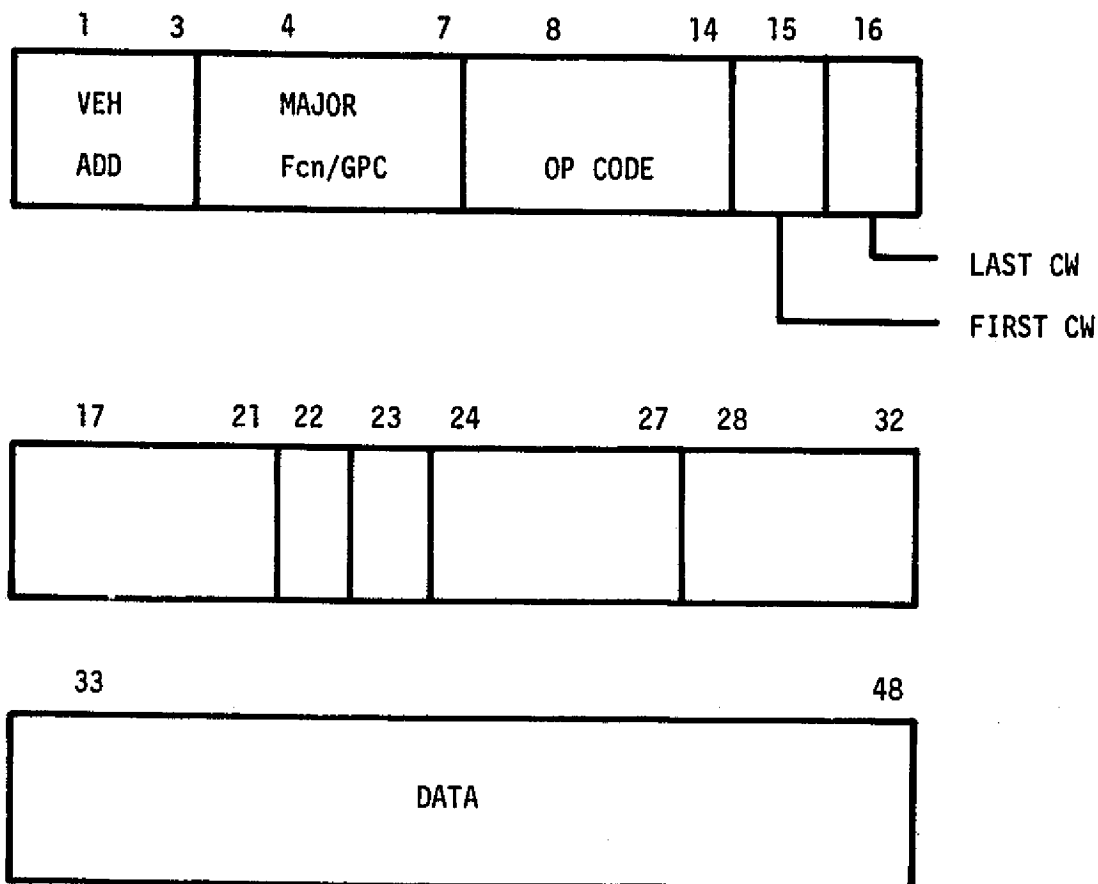 1 3 4 7 8 14 15 16
VEH MAJOR
ADD Fcn/GPC OP CODE
LAST CW
FIRST CW
17 21 22 23 24 27 28 32
33 48
DATA